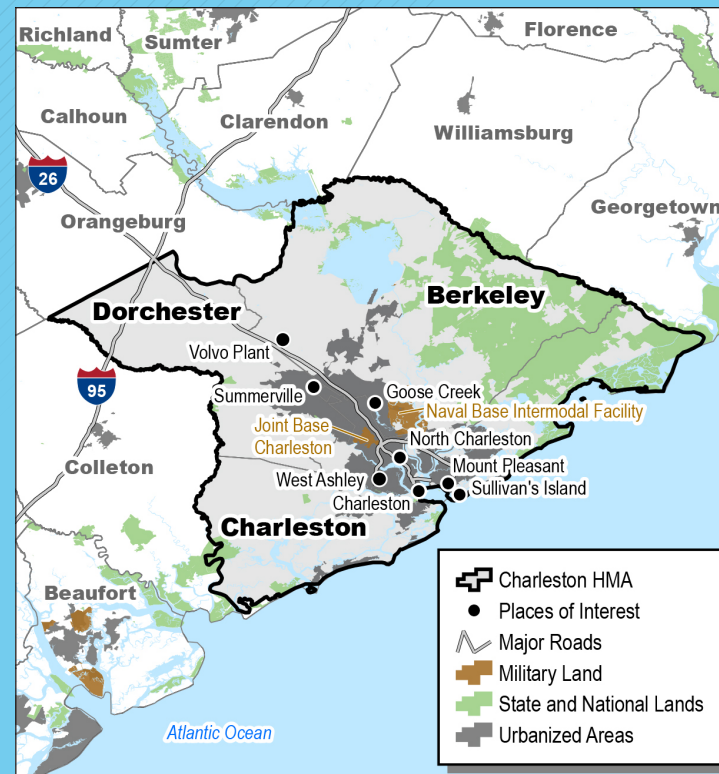 Richland
Sumter
Florence
Calhoun
Clarendon
Williamsburg
26
Orangeburg
Georgetown
Dorchester
Berkeley
Volvo Plant
95
Summerville
Goose Creek
Naval Base Intermodal Facility
Joint Base
Charleston
North Charleston
Colleton
Mount Pleasant
West Ashley
Sullivan's Island
Charleston
Charleston
Beaufort
Atlantic Ocean
Charleston HMA
Places of Interest
Major Roads
Military Land
State and National Lands
Urbanized Areas